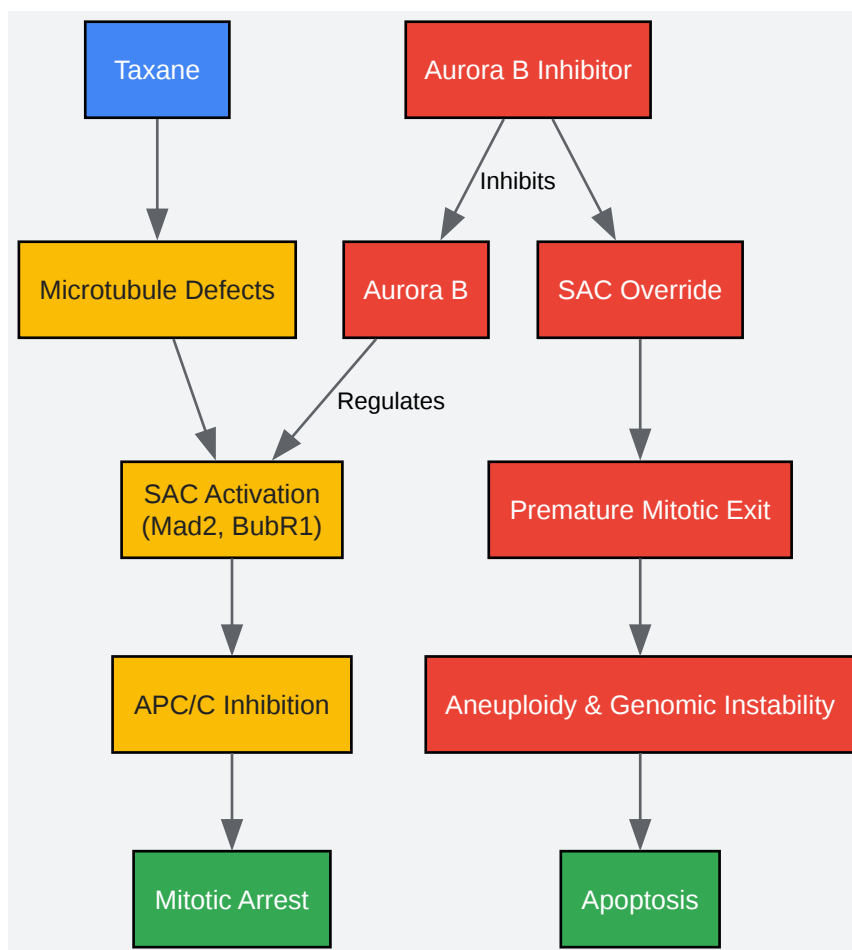 Taxane
Aurora B Inhibitor
Inhibits
Microtubule Defects
Aurora B
SAC Override
Regulates
SAC Activation
(Mad2, BubR1)
Premature Mitotic Exit
APC/C Inhibition
Aneuploidy & Genomic Instability
Mitotic Arrest
Apoptosis